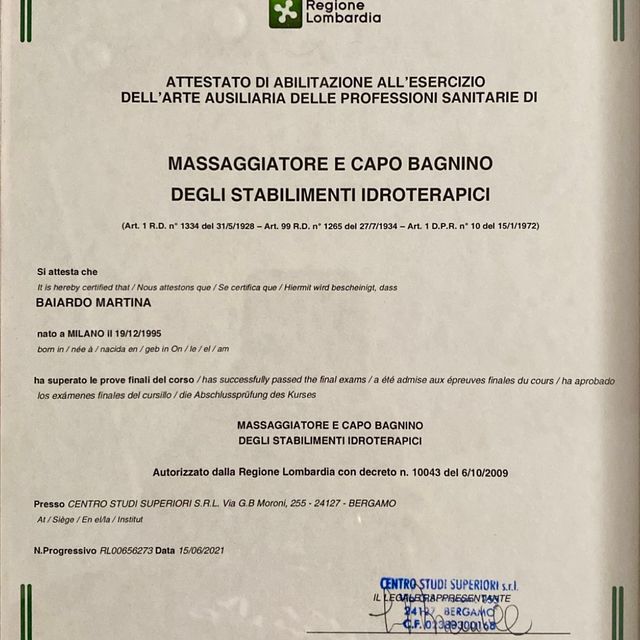 Regione
Lombardia
ATTESTATO DI ABILITAZIONE ALL'ESERCIZIO
DELL'ARTE AUSILIARIA DELLE PROFESSIONI SANITARIE DI
MASSAGGIATORE E CAPO BAGNINO
DEGLI STABILIMENTI IDROTERAPICI
(Art. 1 R.D. n° 1334 del 31/5/1928 – Art. 99 R.D. n° 1265 del 27/7/1934 – Art. 1 D.P.R. n° 10 del 15/1/1972)
Si attesta che
It is hereby certified that / Nous attestons que / Se certifica que / Hiermit wird bescheinigt, dass
BAIARDO MARTINA
nato a MILANO il 19/12/1995
born in / née à / nacida en / geb in On / le / el / am
ha superato le prove finali del corso / has successfully passed the final exams / a été admise aux épreuves finales du cours / ha aprobado
los exámenes finales del cursillo / die Abschlussprüfung des Kurses
MASSAGGIATORE E CAPO BAGNINO
DEGLI STABILIMENTI IDROTERAPICI
Autorizzato dalla Regione Lombardia con decreto n. 10043 del 6/10/2009
Presso CENTRO STUDI SUPERIORI S.R.L. Via G.B Moroni, 255 - 24127 - BERGAMO
At / Siège / En el/la / Institut
N.Progressivo RL00656273 Data 15/06/2021
CENTRO STUDI SUPERIORI s.r.l.
IL LEGALE RAPPRESENTANTE
24127 BERGAMO
C.F. 02389300168